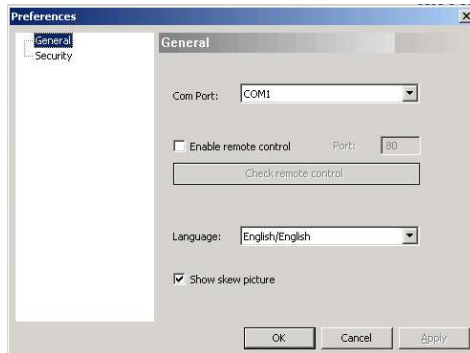 Preferences
General
Security
General
Com Port:
COM1
Enable remote control
Port:
80
Check remote control
Language:
English/English
Show skew picture
OK
Cancel
Apply